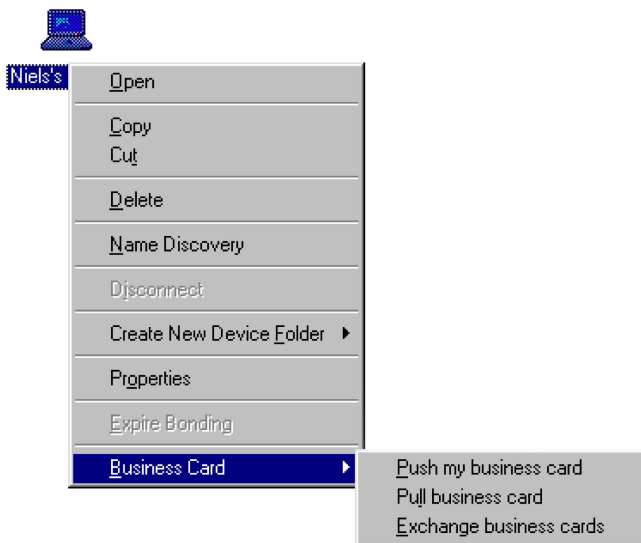 Niels's
Open
Copy
Cut
Delete
Name Discovery
Disconnect
Create New Device Folder
Properties
Expire Bonding
Business Card
Push my business card
Pull business card
Exchange business cards